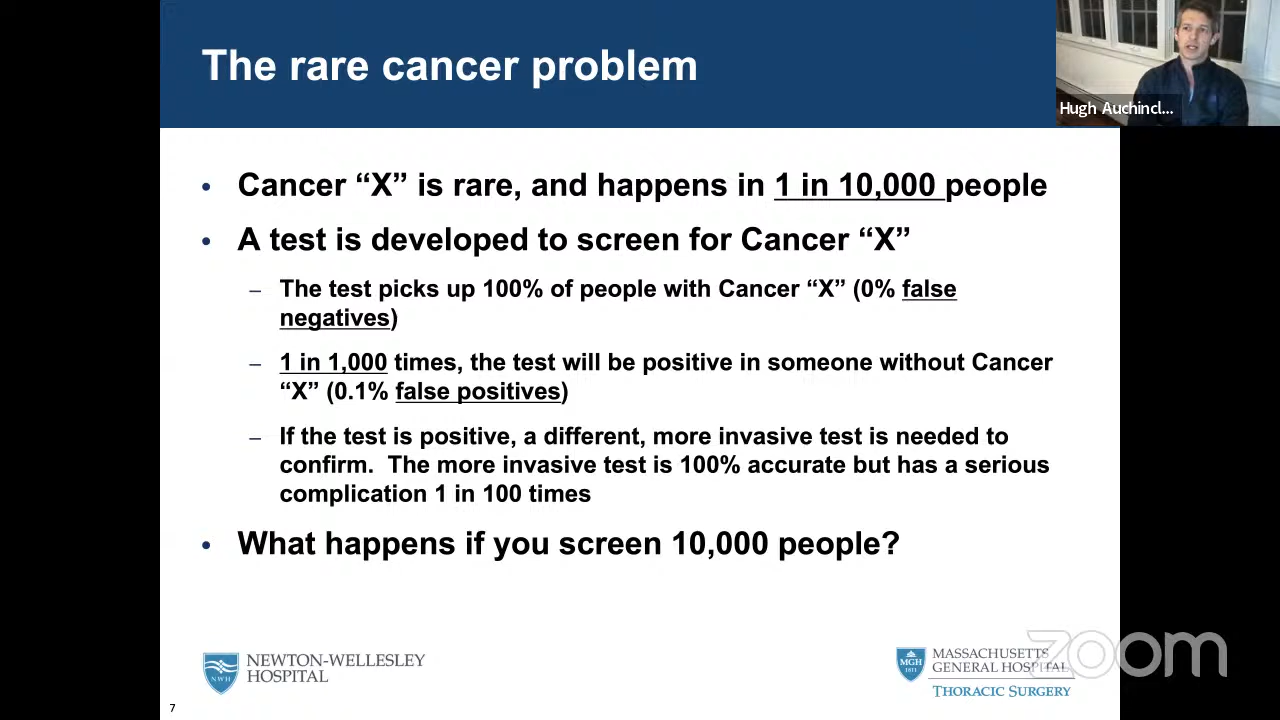 The rare cancer problem
Hugh Auchincl...
• Cancer “X” is rare, and happens in 1 in 10,000 people
• A test is developed to screen for Cancer “X”
– The test picks up 100% of people with Cancer “X” (0% false
negatives)
– 1 in 1,000 times, the test will be positive in someone without Cancer
“X” (0.1% false positives)
– If the test is positive, a different, more invasive test is needed to
confirm. The more invasive test is 100% accurate but has a serious
complication 1 in 100 times
• What happens if you screen 10,000 people?
NWH
NEWTON-WELLESLEY
HOSPITAL
MGH
1811
MASSACHUSETTS
GENERAL HOSPITAL
THORACIC SURGERY
zoom
7